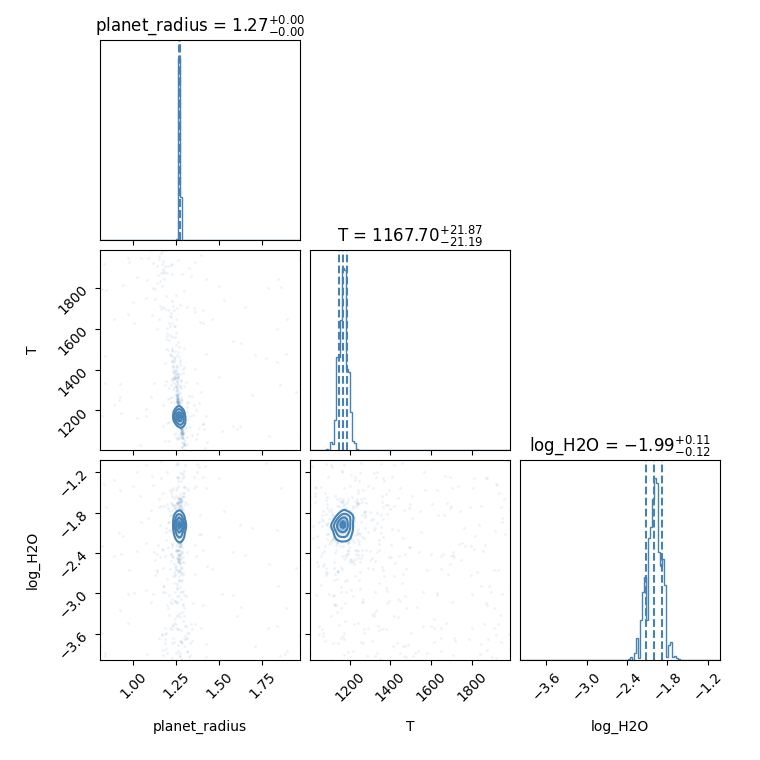 planet_radius = 1.27+0.00−0.00
T = 1167.70+21.87−21.19
1800
1600
1400
1200
T
log_H2O = −1.99+0.11−0.12
−1.2
−1.8
−2.4
−3.0
−3.6
log_H2O
1.00 1.25 1.50 1.75 1200 1400 1600 1800 −3.6 −3.0 −2.4 −1.8 −1.2
planet_radius T log_H2O